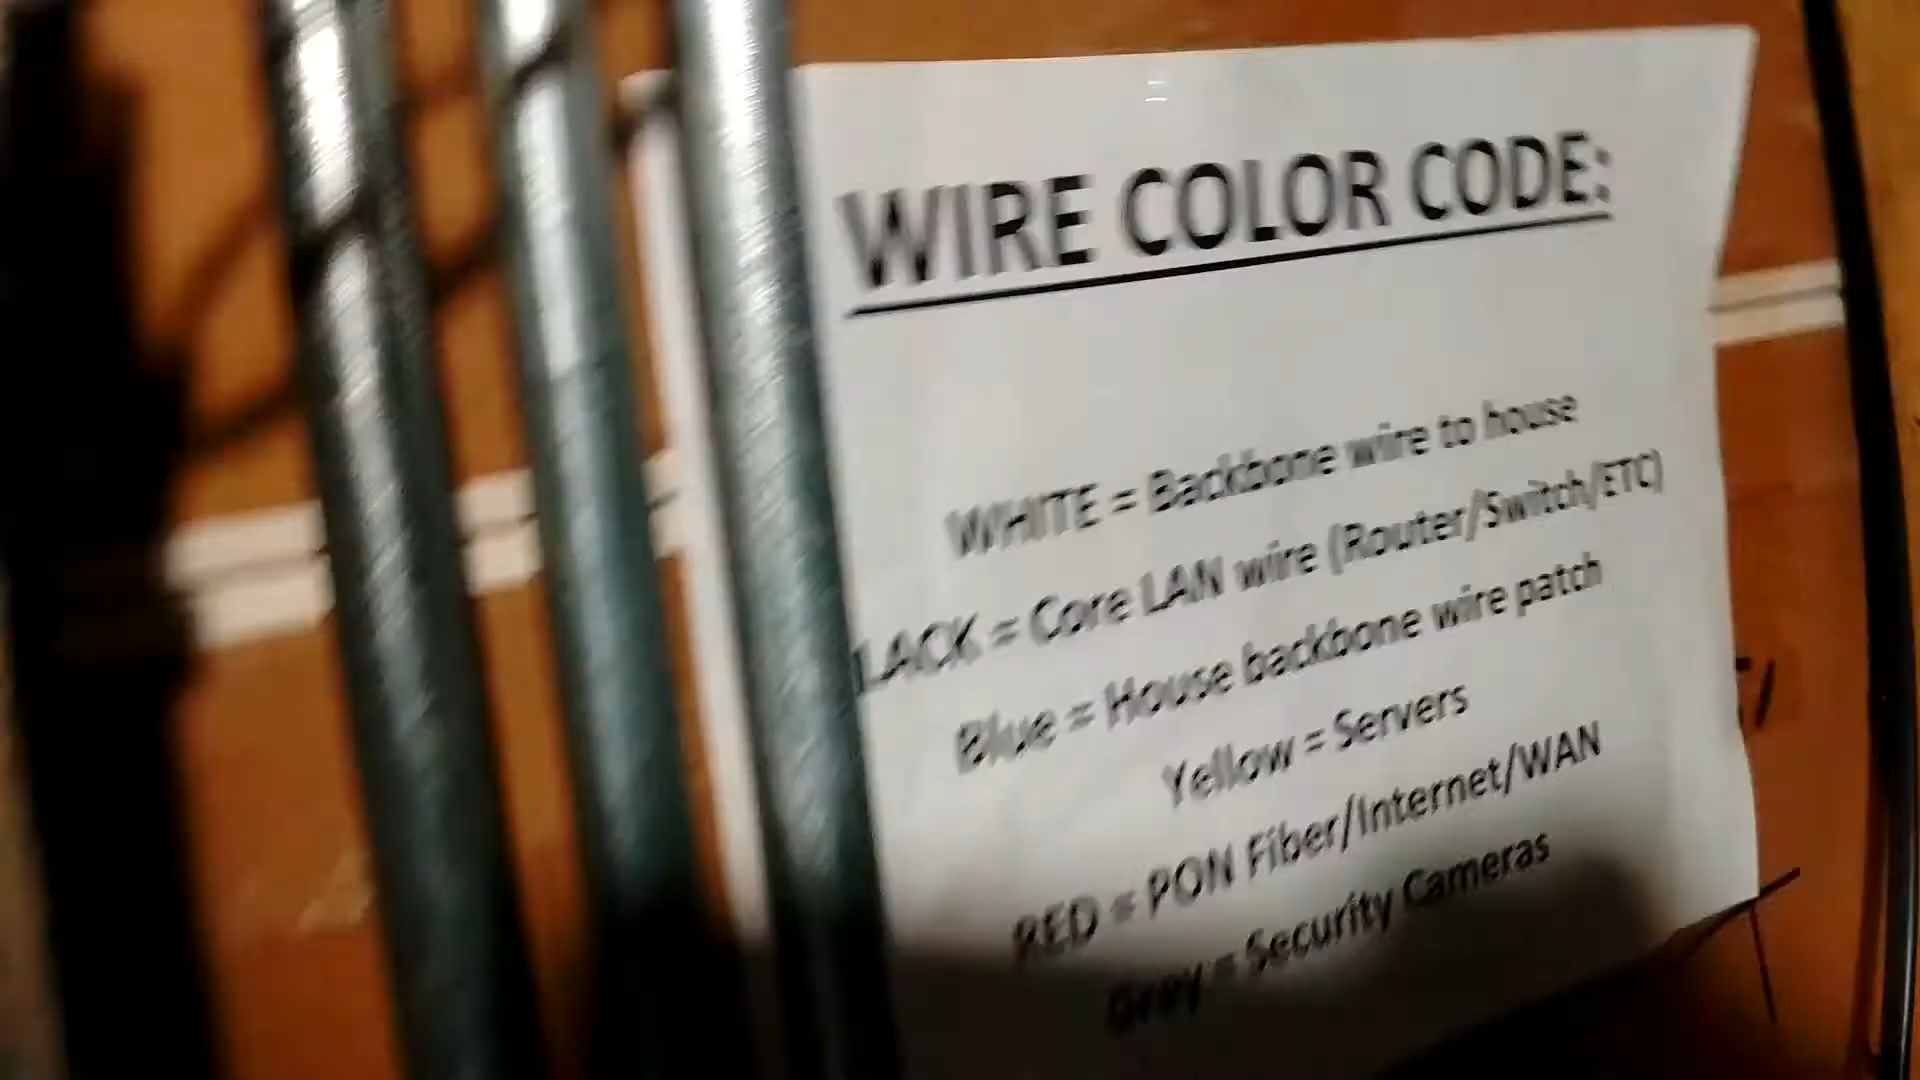 WIRE COLOR CODE:
WHITE = Backbone wire to house
LACK = Core LAN wire (Router/Switch/ETC)
Blue = House backbone wire patch
Yellow = Servers
RED = PON Fiber/Internet/WAN
Grey = Security Cameras